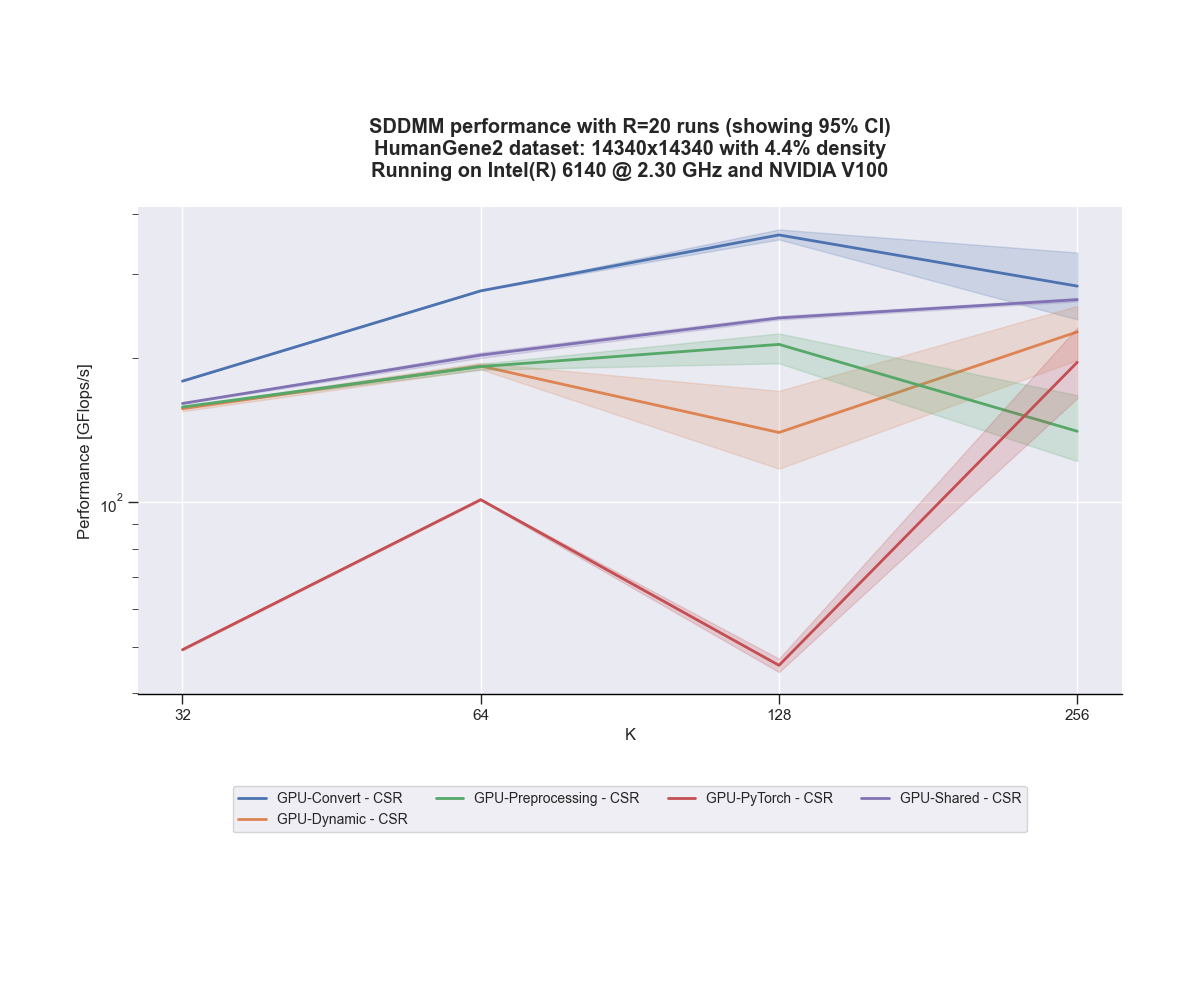 SDDMM performance with R=20 runs (showing 95% CI)
HumanGene2 dataset: 14340x14340 with 4.4% density
Running on Intel(R) 6140 @ 2.30 GHz and NVIDIA V100
Performance [GFlops/s]
10²
32 64 128 256
K
GPU-Convert - CSR GPU-Preprocessing - CSR GPU-PyTorch - CSR GPU-Shared - CSR
GPU-Dynamic - CSR